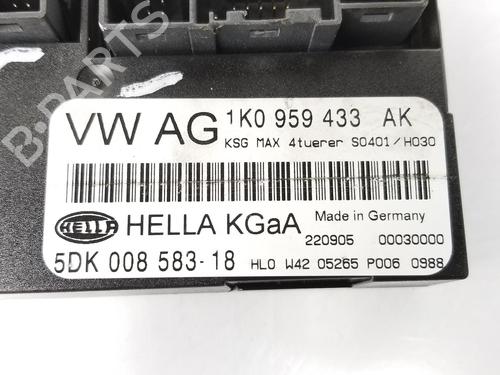 B-PARTS
VW AG 1K0 959 433 AK
KSG MAX 4tuerer S0401/H030
HELLA HELLA KGaA Made in Germany
220905 00030000
5DK 008 583-18 HLO W42 05265 P006 0988